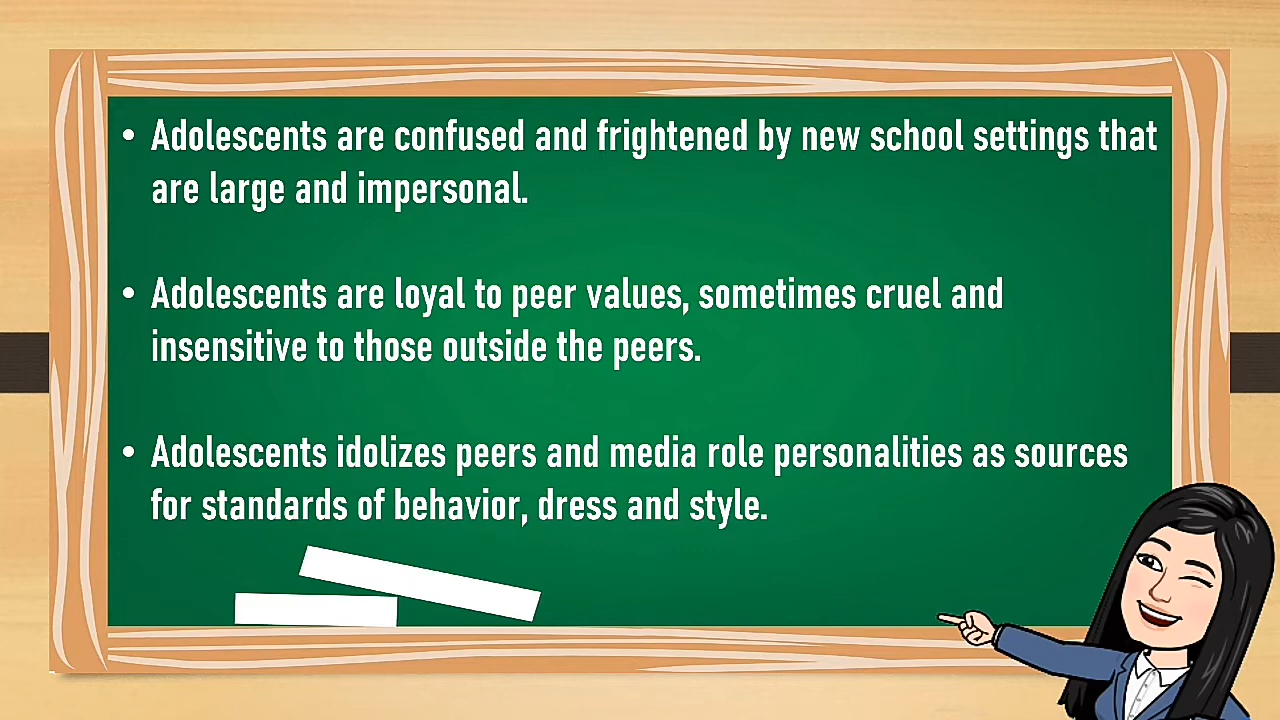 • Adolescents are confused and frightened by new school settings that
are large and impersonal.
• Adolescents are loyal to peer values, sometimes cruel and
insensitive to those outside the peers.
• Adolescents idolizes peers and media role personalities as sources
for standards of behavior, dress and style.